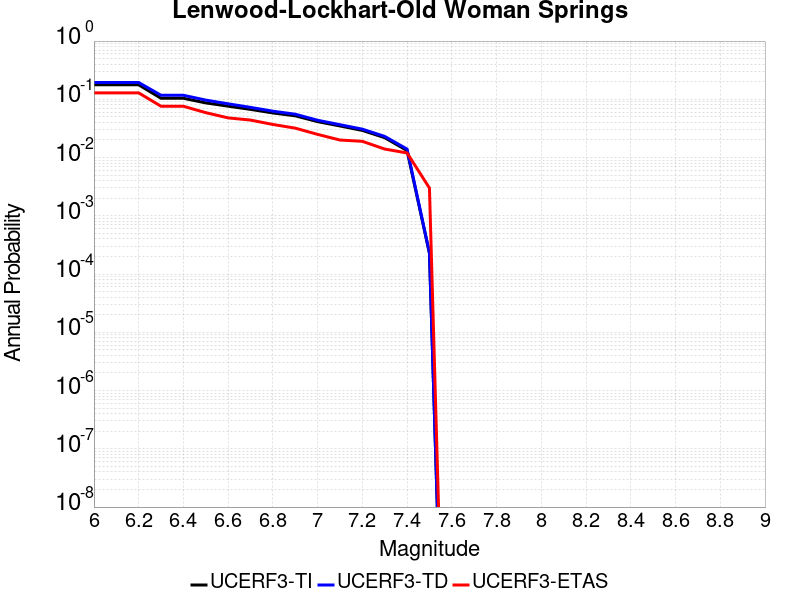 Lenwood-Lockhart-Old Woman Springs
10^0
10^-1
10^-2
10^-3
10^-4
10^-5
10^-6
10^-7
10^-8
Annual Probability
6 6.2 6.4 6.6 6.8 7 7.2 7.4 7.6 7.8 8 8.2 8.4 8.6 8.8 9
Magnitude
UCERF3-TI UCERF3-TD UCERF3-ETAS